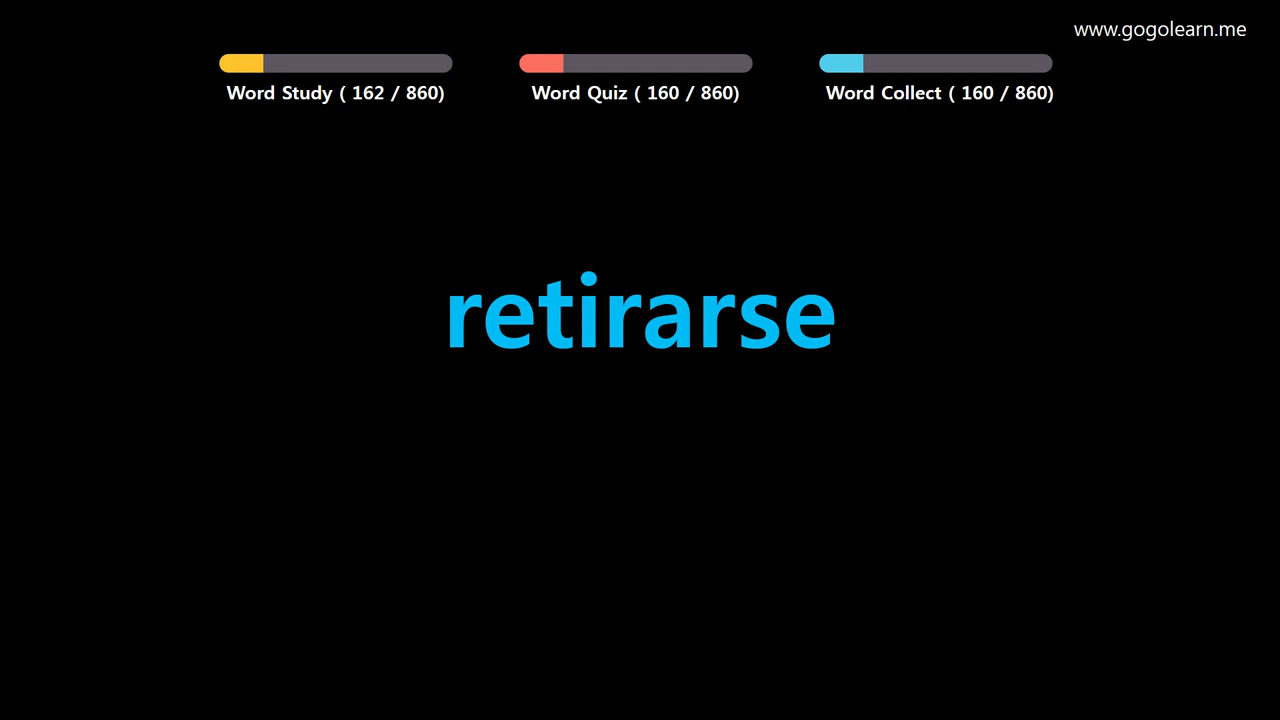 www.gogolearn.me
Word Study ( 162 / 860)
Word Quiz ( 160 / 860)
Word Collect ( 160 / 860)
retirarse